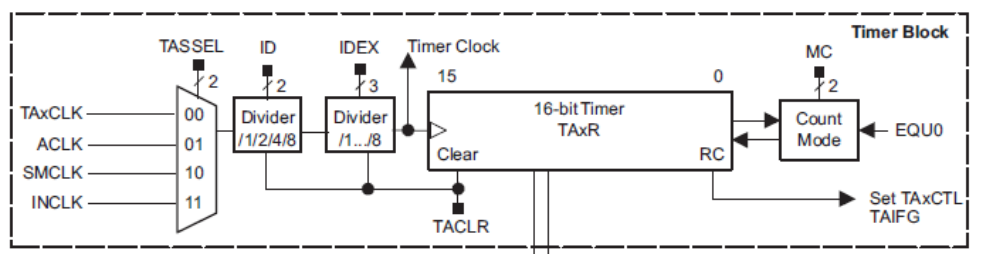 Timer Block
TASSEL
ID
IDEX
Timer Clock
MC
2
2
3
15
0
2
TAxCLK
ACLK
SMCLK
INCLK
00
01
10
11
Divider
/1/2/4/8
Divider
/1.../8
16-bit Timer
TAxR
Clear
RC
Count
Mode
EQU0
TACLR
Set TAxCTL
TAIFG